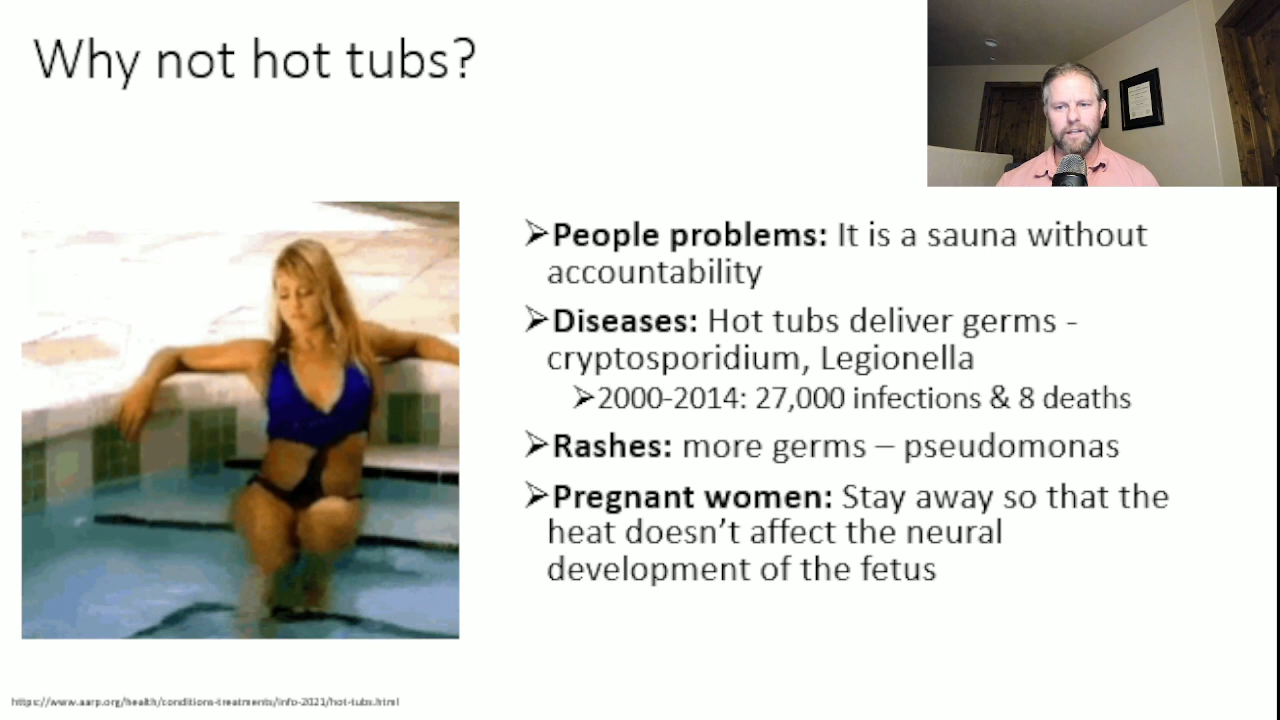 Why not hot tubs?
➢People problems: It is a sauna without
accountability
➢Diseases: Hot tubs deliver germs -
cryptosporidium, Legionella
➢2000-2014: 27,000 infections & 8 deaths
➢Rashes: more germs – pseudomonas
➢Pregnant women: Stay away so that the
heat doesn’t affect the neural
development of the fetus
https://www.aarp.org/health/conditions-treatments/info-2021/hot-tubs.html